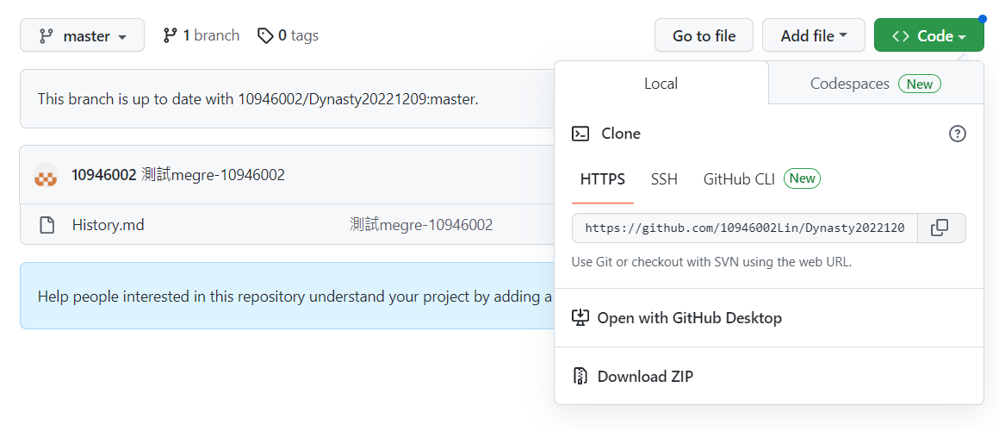 master 1 branch 0 tags Go to file Add file Code
This branch is up to date with 10946002/Dynasty20221209:master.
Local Codespaces New
Clone
10946002 測試megre-10946002
HTTPS SSH GitHub CLI New
History.md 測試megre-10946002
https://github.com/10946002Lin/Dynasty2022120
Use Git or checkout with SVN using the web URL.
Help people interested in this repository understand your project by adding a
Open with GitHub Desktop
Download ZIP